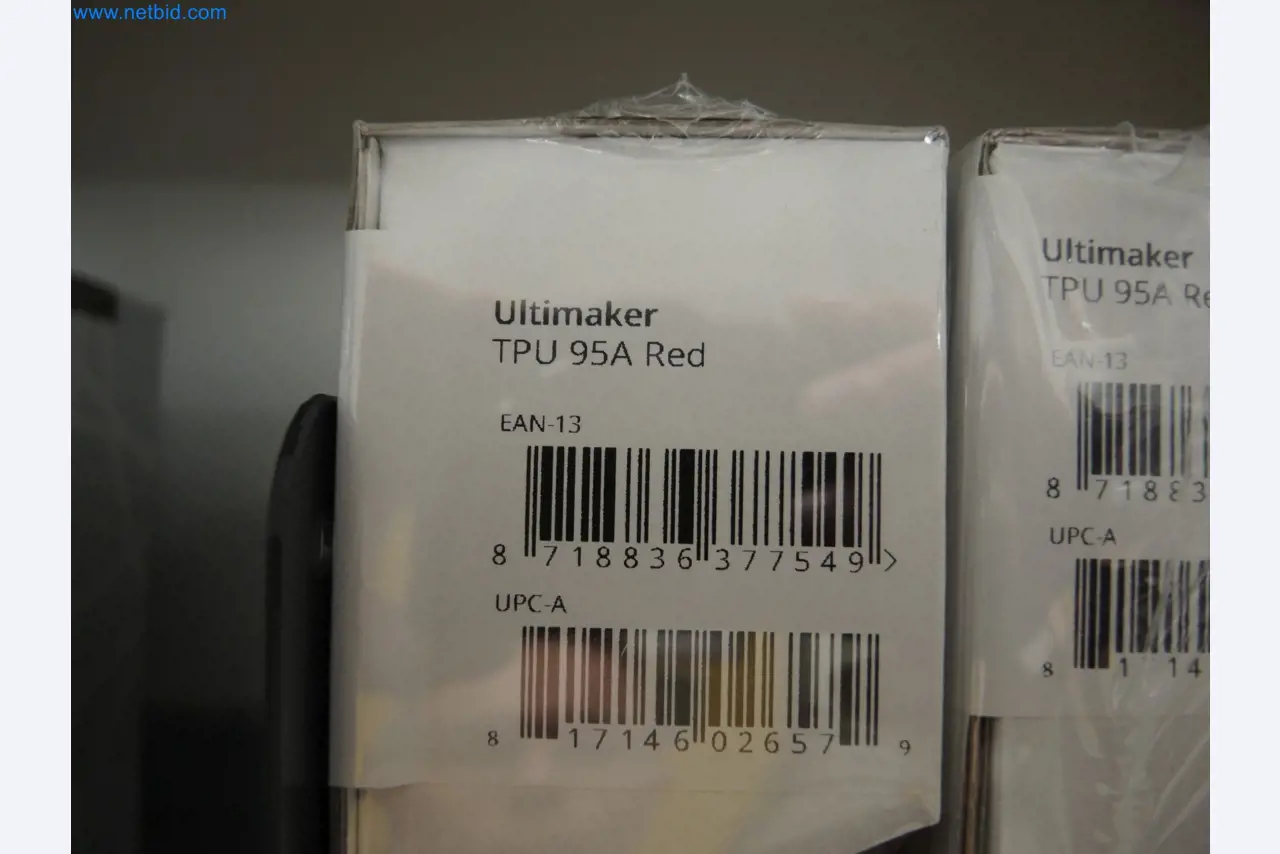 www.netbid.com
Ultimaker
TPU 95A Red
EAN-13
8 718836 377549 >
UPC-A
8 17146 02657 9
Ultimaker
TPU 95A Re
EAN-13
8 71883
UPC-A
8 1 14